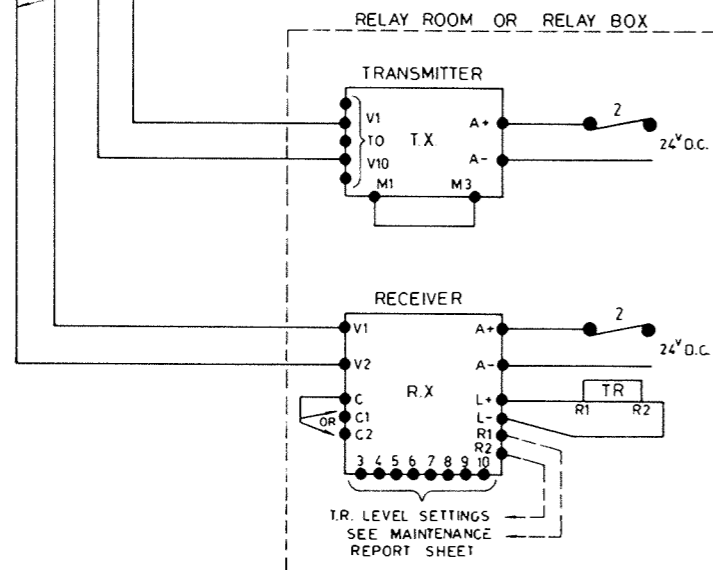 RELAY ROOM OR RELAY BOX
TRANSMITTER
V1
TO
V10
T.X.
A+
A-
M1 M3
2
24V D.C.
RECEIVER
V1
V2
C
OR
C1
C2
R.X
A+
A-
L+
L-
R1
R2
2
24V D.C.
TR
R1 R2
3 4 5 6 7 8 9 10
T.R. LEVEL SETTINGS
SEE MAINTENANCE
REPORT SHEET